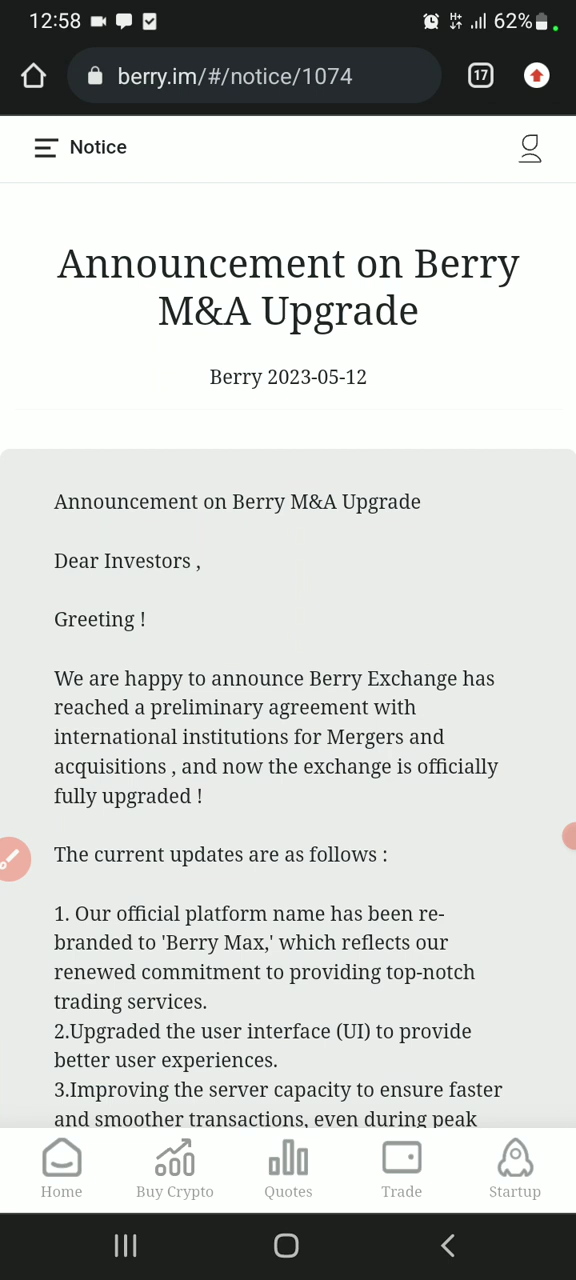 12:58
62%
berry.im/#/notice/1074
17
Notice
Announcement on Berry
M&A Upgrade
Berry 2023-05-12
Announcement on Berry M&A Upgrade
Dear Investors ,
Greeting !
We are happy to announce Berry Exchange has
reached a preliminary agreement with
international institutions for Mergers and
acquisitions , and now the exchange is officially
fully upgraded !
The current updates are as follows :
1. Our official platform name has been re-
branded to 'Berry Max,' which reflects our
renewed commitment to providing top-notch
trading services.
2.Upgraded the user interface (UI) to provide
better user experiences.
3.Improving the server capacity to ensure faster
and smoother transactions, even during peak
Home
Buy Crypto
Quotes
Trade
Startup